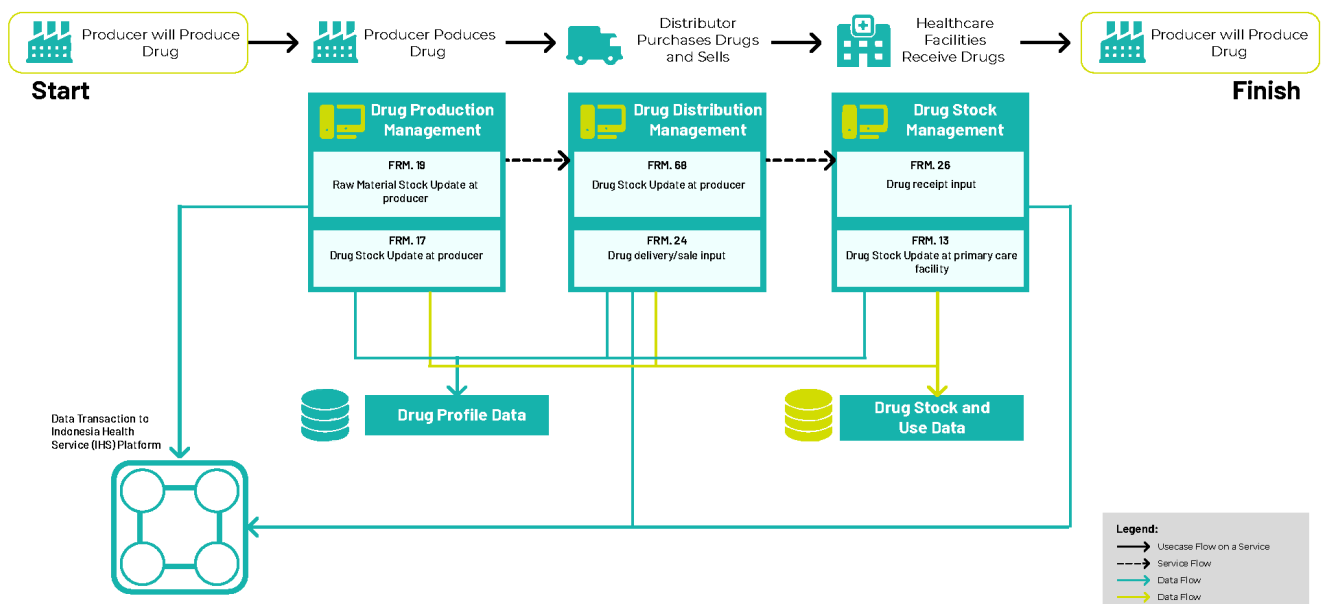 Producer will Produce
Drug
Start
Producer Poduces
Drug
Distributor
Purchases Drugs
and Sells
Healthcare
Facilities
Receive Drugs
Producer will Produce
Drug
Finish
Drug Production
Management
FRM. 19
Raw Material Stock Update at
producer
FRM. 17
Drug Stock Update at producer
Drug Distribution
Management
FRM. 68
Drug Stock Update at producer
FRM. 24
Drug delivery/sale input
Drug Stock
Management
FRM. 26
Drug receipt input
FRM. 13
Drug Stock Update at primary care
facility
Drug Profile Data
Drug Stock and
Use Data
Data Transaction to
Indonesia Health
Service (IHS) Platform
Legend:
Usecase Flow on a Service
Service Flow
Data Flow
Data Flow